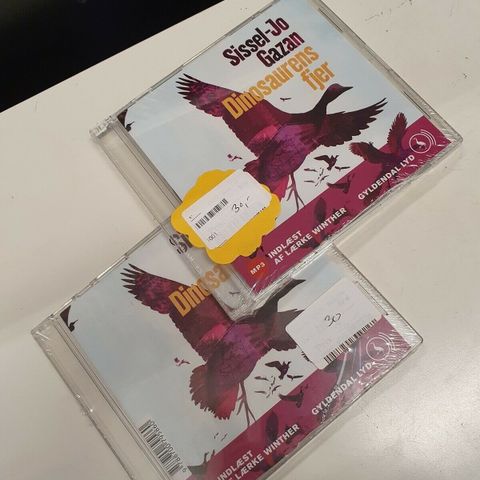 Sissel-Jo
Gazan
Dinosaurens
fjer
30,-
001
MP3
INDLÆST
AF LÆRKE WINTHER
GYLDENDAL LYD
30
INDLÆST
AF LÆRKE WINTHER
GYLDENDAL LYD